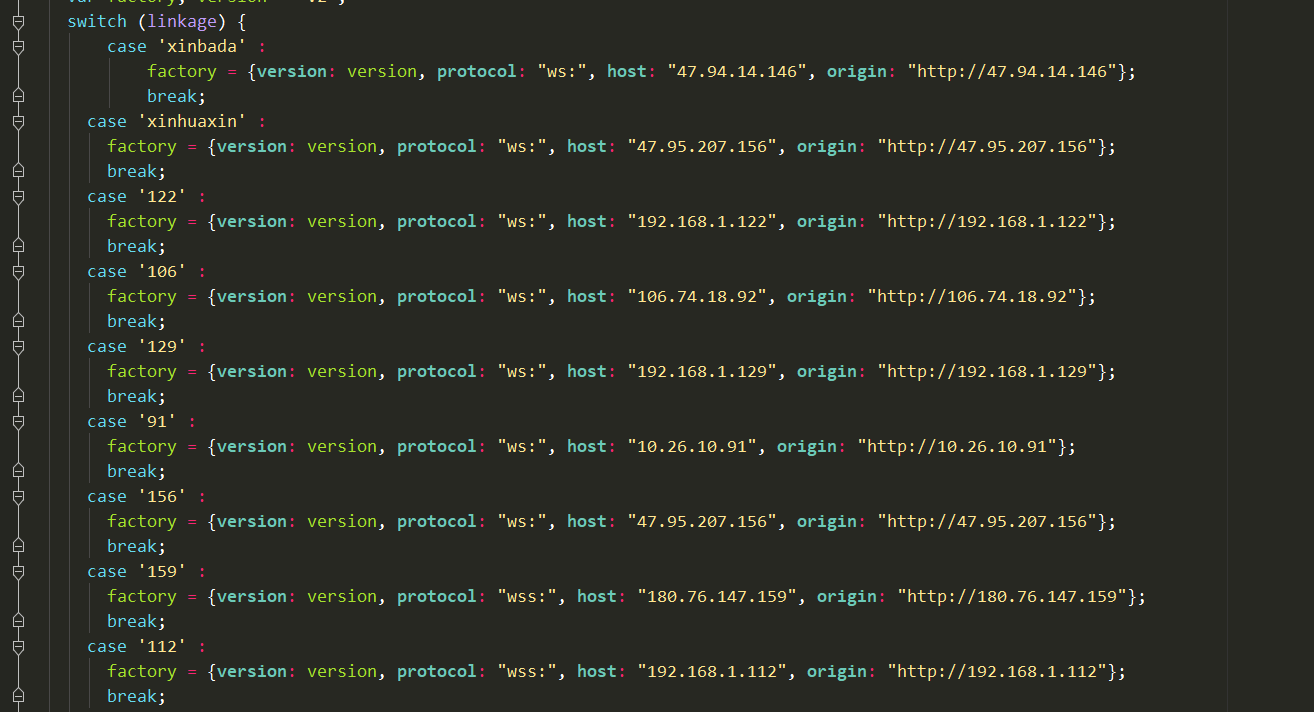 switch (linkage) {
case 'xinbada' :
factory = {version: version, protocol: "ws:", host: "47.94.14.146", origin: "http://47.94.14.146"};
break;
case 'xinhuaxin' :
factory = {version: version, protocol: "ws:", host: "47.95.207.156", origin: "http://47.95.207.156"};
break;
case '122' :
factory = {version: version, protocol: "ws:", host: "192.168.1.122", origin: "http://192.168.1.122"};
break;
case '106' :
factory = {version: version, protocol: "ws:", host: "106.74.18.92", origin: "http://106.74.18.92"};
break;
case '129' :
factory = {version: version, protocol: "ws:", host: "192.168.1.129", origin: "http://192.168.1.129"};
break;
case '91' :
factory = {version: version, protocol: "ws:", host: "10.26.10.91", origin: "http://10.26.10.91"};
break;
case '156' :
factory = {version: version, protocol: "ws:", host: "47.95.207.156", origin: "http://47.95.207.156"};
break;
case '159' :
factory = {version: version, protocol: "wss:", host: "180.76.147.159", origin: "http://180.76.147.159"};
break;
case '112' :
factory = {version: version, protocol: "wss:", host: "192.168.1.112", origin: "http://192.168.1.112"};
break;